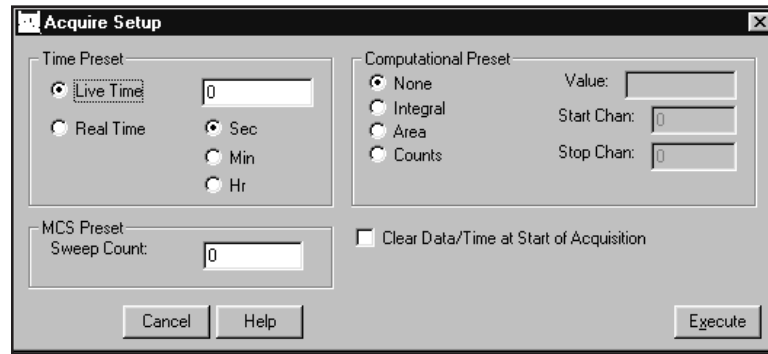 Acquire Setup
Time Preset
Live Time
0
Real Time
Sec
Min
Hr
Computational Preset
None
Integral
Area
Counts
Value:
Start Chan:
0
Stop Chan:
0
MCS Preset
Sweep Count:
0
Clear Data/Time at Start of Acquisition
Cancel
Help
Execute